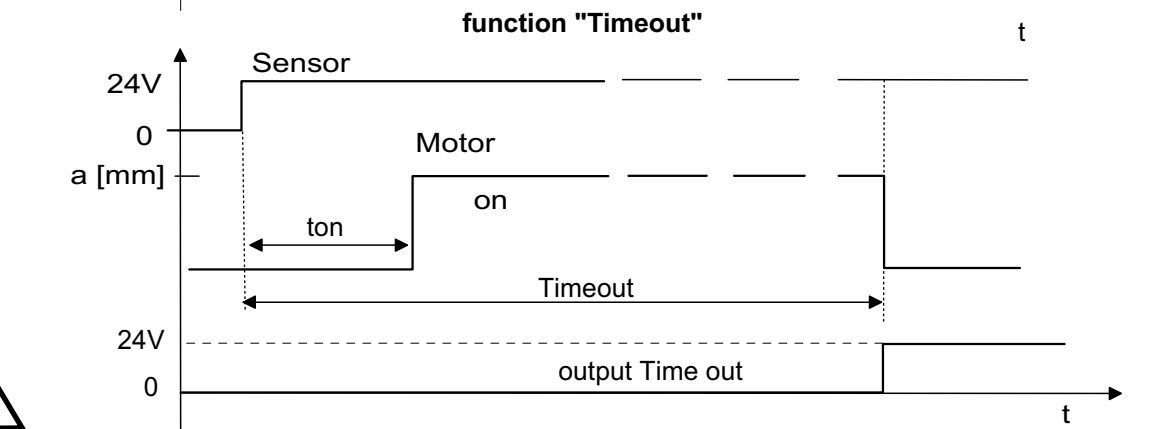 function "Timeout"
t
Sensor
24V
0
Motor
a [mm]
on
ton
Timeout
24V
output Time out
0
t